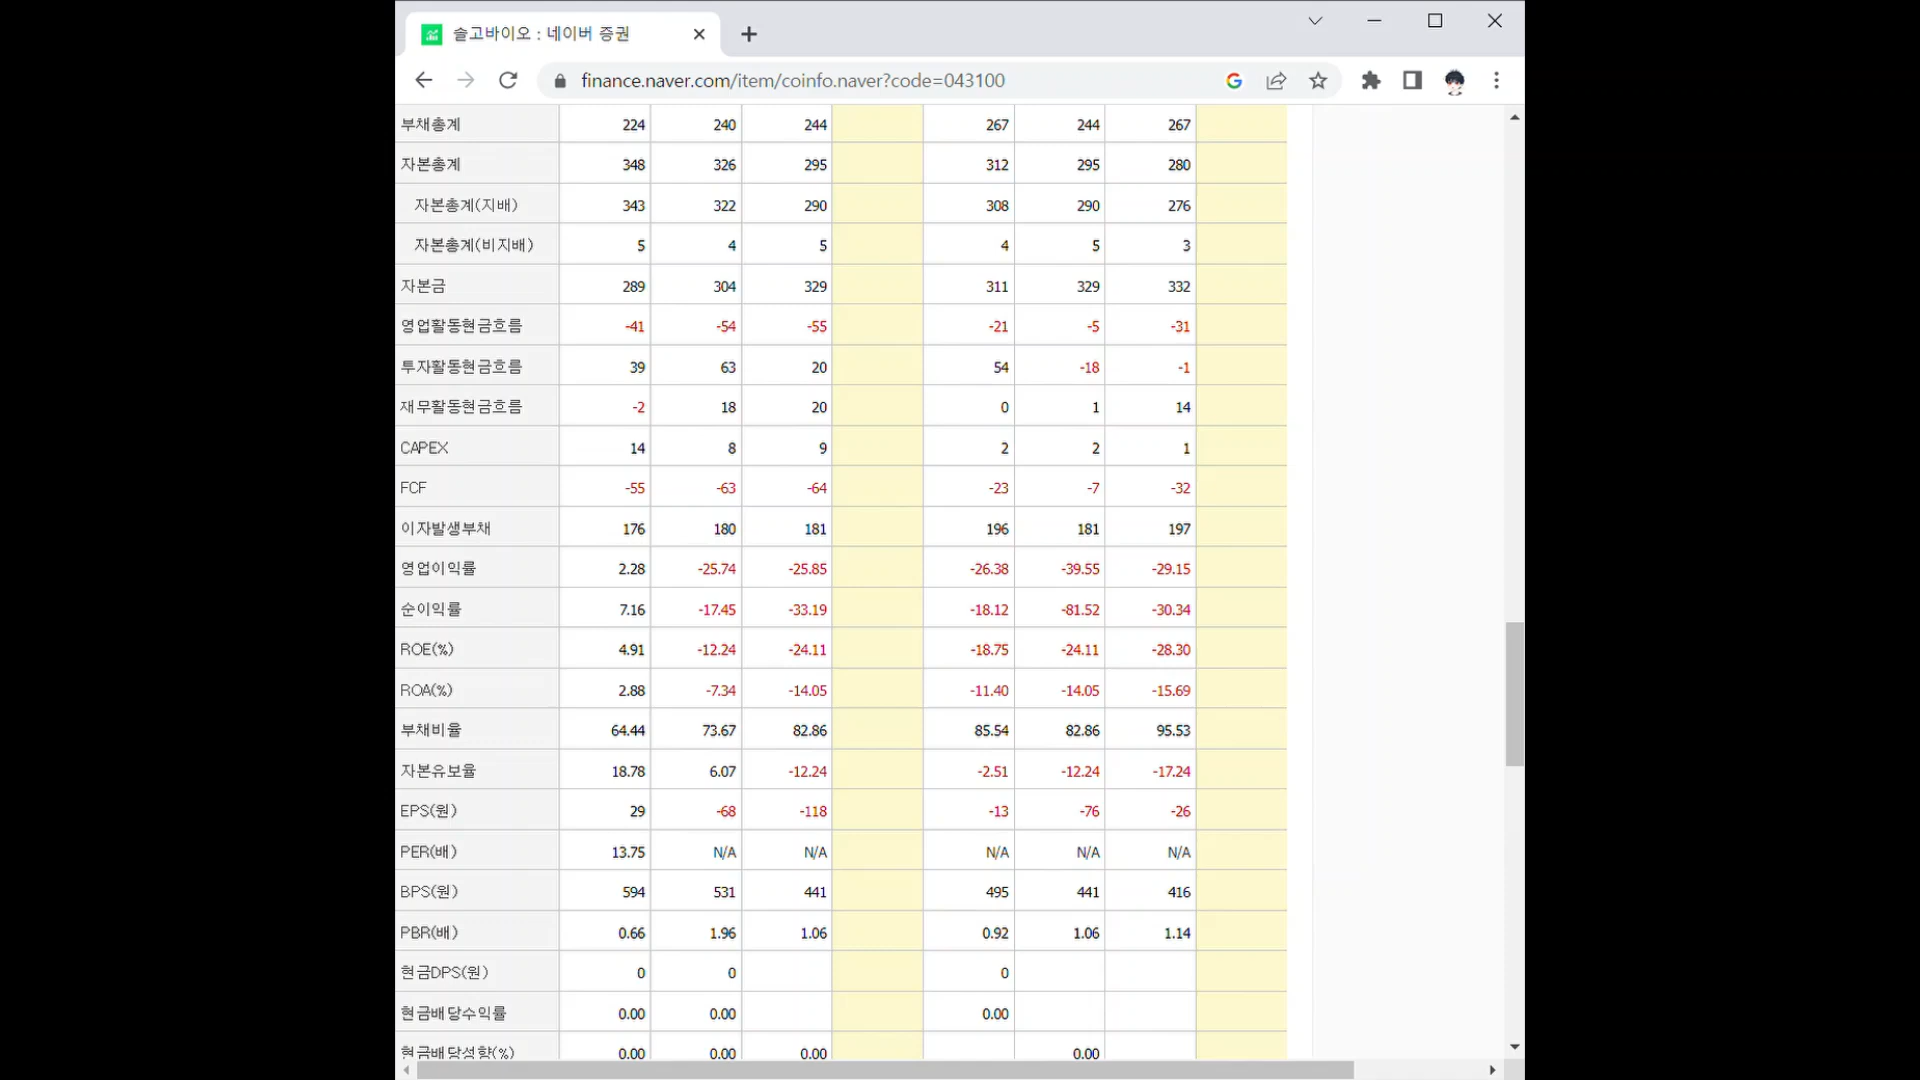 솔고바이오 : 네이버 증권
finance.naver.com/item/coinfo.naver?code=043100
부채총계 224 240 244 267 244 267
자본총계 348 326 295 312 295 280
자본총계(지배) 343 322 290 308 290 276
자본총계(비지배) 5 4 5 4 5 3
자본금 289 304 329 311 329 332
영업활동현금흐름 -41 -54 -55 -21 -5 -31
투자활동현금흐름 39 63 20 54 -18 -1
재무활동현금흐름 -2 18 20 0 1 14
CAPEX 14 8 9 2 2 1
FCF -55 -63 -64 -23 -7 -32
이자발생부채 176 180 181 196 181 197
영업이익률 2.28 -25.74 -25.85 -26.38 -39.55 -29.15
순이익률 7.16 -17.45 -33.19 -18.12 -81.52 -30.34
ROE(%) 4.91 -12.24 -24.11 -18.75 -24.11 -28.30
ROA(%) 2.88 -7.34 -14.05 -11.40 -14.05 -15.69
부채비율 64.44 73.67 82.86 85.54 82.86 95.53
자본유보율 18.78 6.07 -12.24 -2.51 -12.24 -17.24
EPS(원) 29 -68 -118 -13 -76 -26
PER(배) 13.75 N/A N/A N/A N/A N/A
BPS(원) 594 531 441 495 441 416
PBR(배) 0.66 1.96 1.06 0.92 1.06 1.14
현금DPS(원) 0 0 0
현금배당수익률 0.00 0.00 0.00
현금배당성향(%) 0.00 0.00 0.00 0.00